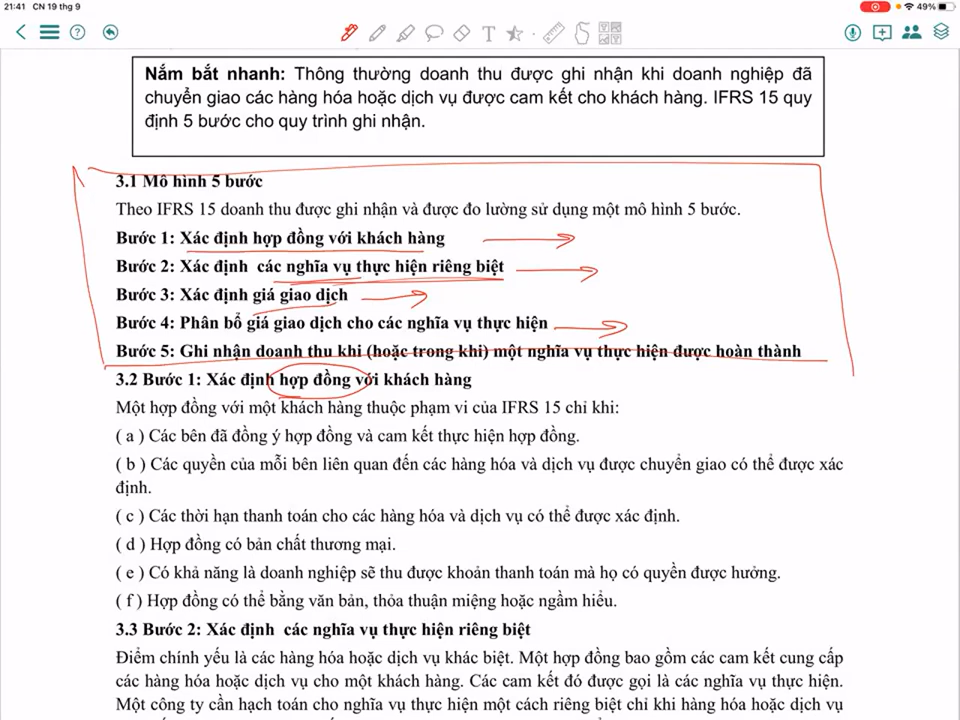 21:41 CN 19 thg 9 49%
Nắm bắt nhanh: Thông thường doanh thu được ghi nhận khi doanh nghiệp đã
chuyển giao các hàng hóa hoặc dịch vụ được cam kết cho khách hàng. IFRS 15 quy
định 5 bước cho quy trình ghi nhận.
3.1 Mô hình 5 bước
Theo IFRS 15 doanh thu được ghi nhận và được đo lường sử dụng một mô hình 5 bước.
Bước 1: Xác định hợp đồng với khách hàng
Bước 2: Xác định các nghĩa vụ thực hiện riêng biệt
Bước 3: Xác định giá giao dịch
Bước 4: Phân bổ giá giao dịch cho các nghĩa vụ thực hiện
Bước 5: Ghi nhận doanh thu khi (hoặc trong khi) một nghĩa vụ thực hiện được hoàn thành
3.2 Bước 1: Xác định hợp đồng với khách hàng
Một hợp đồng với một khách hàng thuộc phạm vi của IFRS 15 chỉ khi:
( a ) Các bên đã đồng ý hợp đồng và cam kết thực hiện hợp đồng.
( b ) Các quyền của mỗi bên liên quan đến các hàng hóa và dịch vụ được chuyển giao có thể được xác
định.
( c ) Các thời hạn thanh toán cho các hàng hóa và dịch vụ có thể được xác định.
( d ) Hợp đồng có bản chất thương mại.
( e ) Có khả năng là doanh nghiệp sẽ thu được khoản thanh toán mà họ có quyền được hưởng.
( f ) Hợp đồng có thể bằng văn bản, thỏa thuận miệng hoặc ngầm hiểu.
3.3 Bước 2: Xác định các nghĩa vụ thực hiện riêng biệt
Điểm chính yếu là các hàng hóa hoặc dịch vụ khác biệt. Một hợp đồng bao gồm các cam kết cung cấp
các hàng hóa hoặc dịch vụ cho một khách hàng. Các cam kết đó được gọi là các nghĩa vụ thực hiện.
Một công ty cần hạch toán cho nghĩa vụ thực hiện một cách riêng biệt chỉ khi hàng hóa hoặc dịch vụ